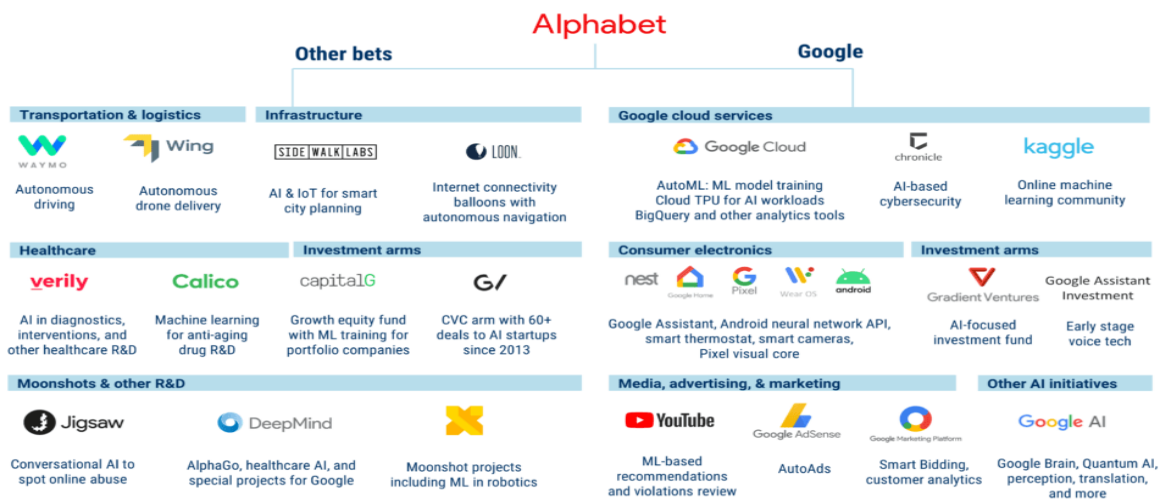 Alphabet
Other bets
Google
Transportation & logistics
WAYMO
Autonomous
driving
Wing
Autonomous
drone delivery
Infrastructure
SIDEWALK LABS
AI & IoT for smart
city planning
LOON
Internet connectivity
balloons with
autonomous navigation
Google cloud services
Google Cloud
AutoML: ML model training
Cloud TPU for AI workloads
BigQuery and other analytics tools
chronicle
AI-based
cybersecurity
kaggle
Online machine
learning community
Healthcare
verily
AI in diagnostics,
interventions, and
other healthcare R&D
Calico
Machine learning
for anti-aging
drug R&D
Investment arms
capitalG
Growth equity fund
with ML training for
portfolio companies
G/
CVC arm with 60+
deals to AI startups
since 2013
Consumer electronics
nest
Google Home
Pixel
Wear OS
android
Google Assistant, Android neural network API,
smart thermostat, smart cameras,
Pixel visual core
Investment arms
Gradient Ventures
AI-focused
investment fund
Google Assistant
Investment
Early stage
voice tech
Moonshots & other R&D
Jigsaw
Conversational AI to
spot online abuse
DeepMind
AlphaGo, healthcare AI, and
special projects for Google
Moonshot projects
including ML in robotics
Media, advertising, & marketing
YouTube
ML-based
recommendations
and violations review
Google AdSense
AutoAds
Google Marketing Platform
Smart Bidding,
customer analytics
Other AI initiatives
Google AI
Google Brain, Quantum AI,
perception, translation,
and more